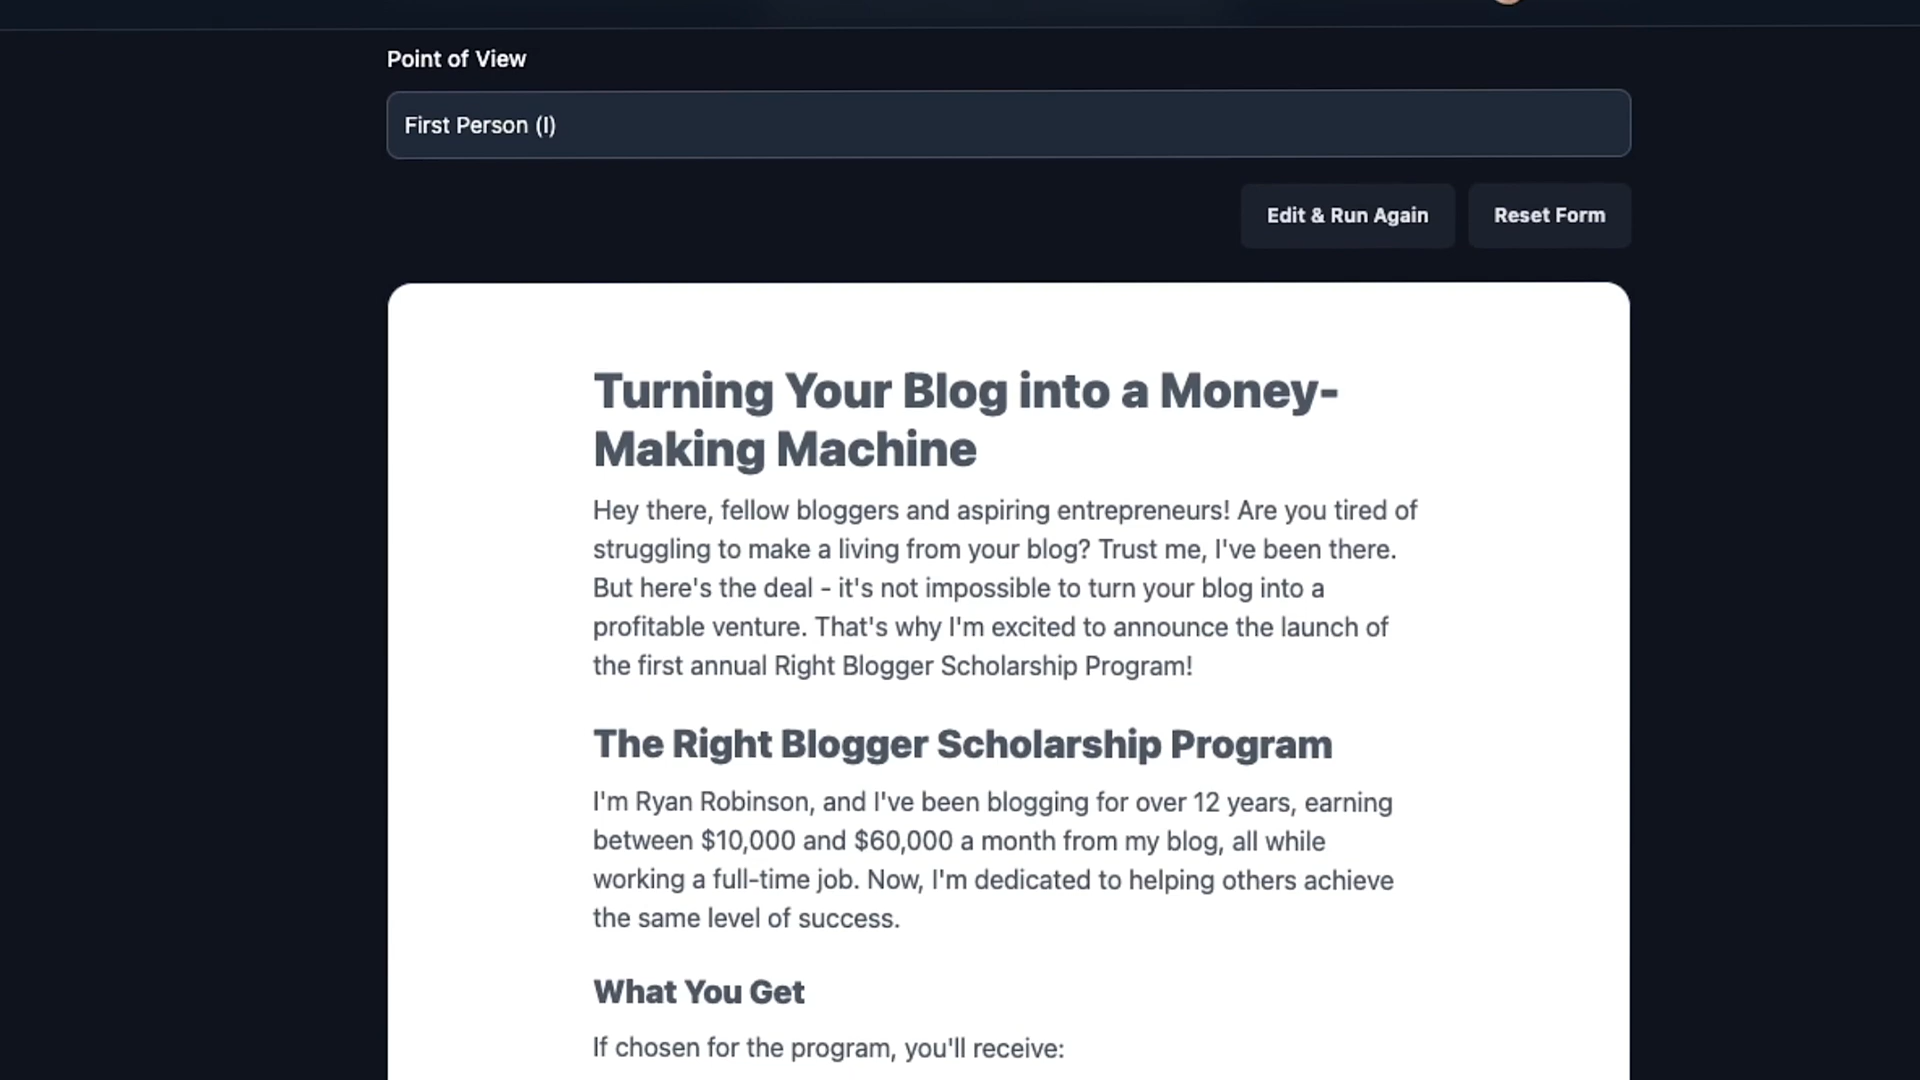 Point of View
First Person (I)
Edit & Run Again
Reset Form
Turning Your Blog into a Money-
Making Machine
Hey there, fellow bloggers and aspiring entrepreneurs! Are you tired of
struggling to make a living from your blog? Trust me, I've been there.
But here's the deal - it's not impossible to turn your blog into a
profitable venture. That's why I'm excited to announce the launch of
the first annual Right Blogger Scholarship Program!
The Right Blogger Scholarship Program
I'm Ryan Robinson, and I've been blogging for over 12 years, earning
between $10,000 and $60,000 a month from my blog, all while
working a full-time job. Now, I'm dedicated to helping others achieve
the same level of success.
What You Get
If chosen for the program, you'll receive: